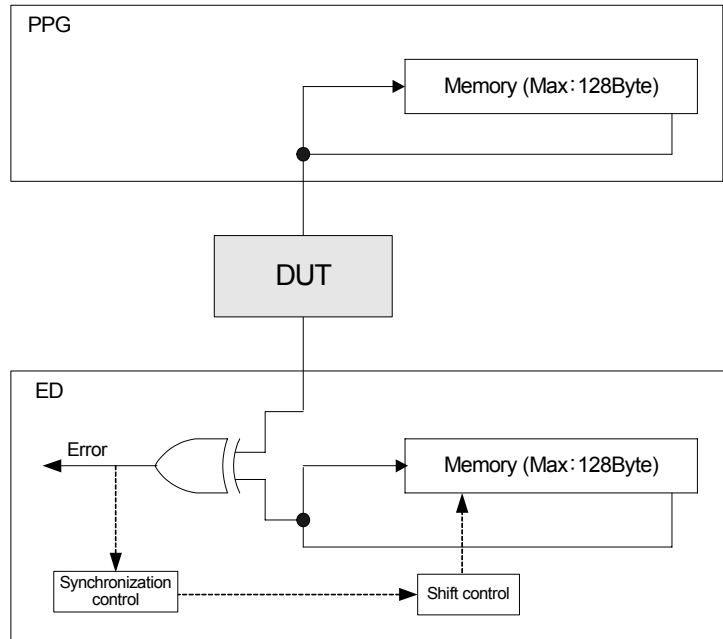 PPG
Memory (Max:128Byte)
DUT
ED
Error
Memory (Max:128Byte)
Synchronization
control
Shift control